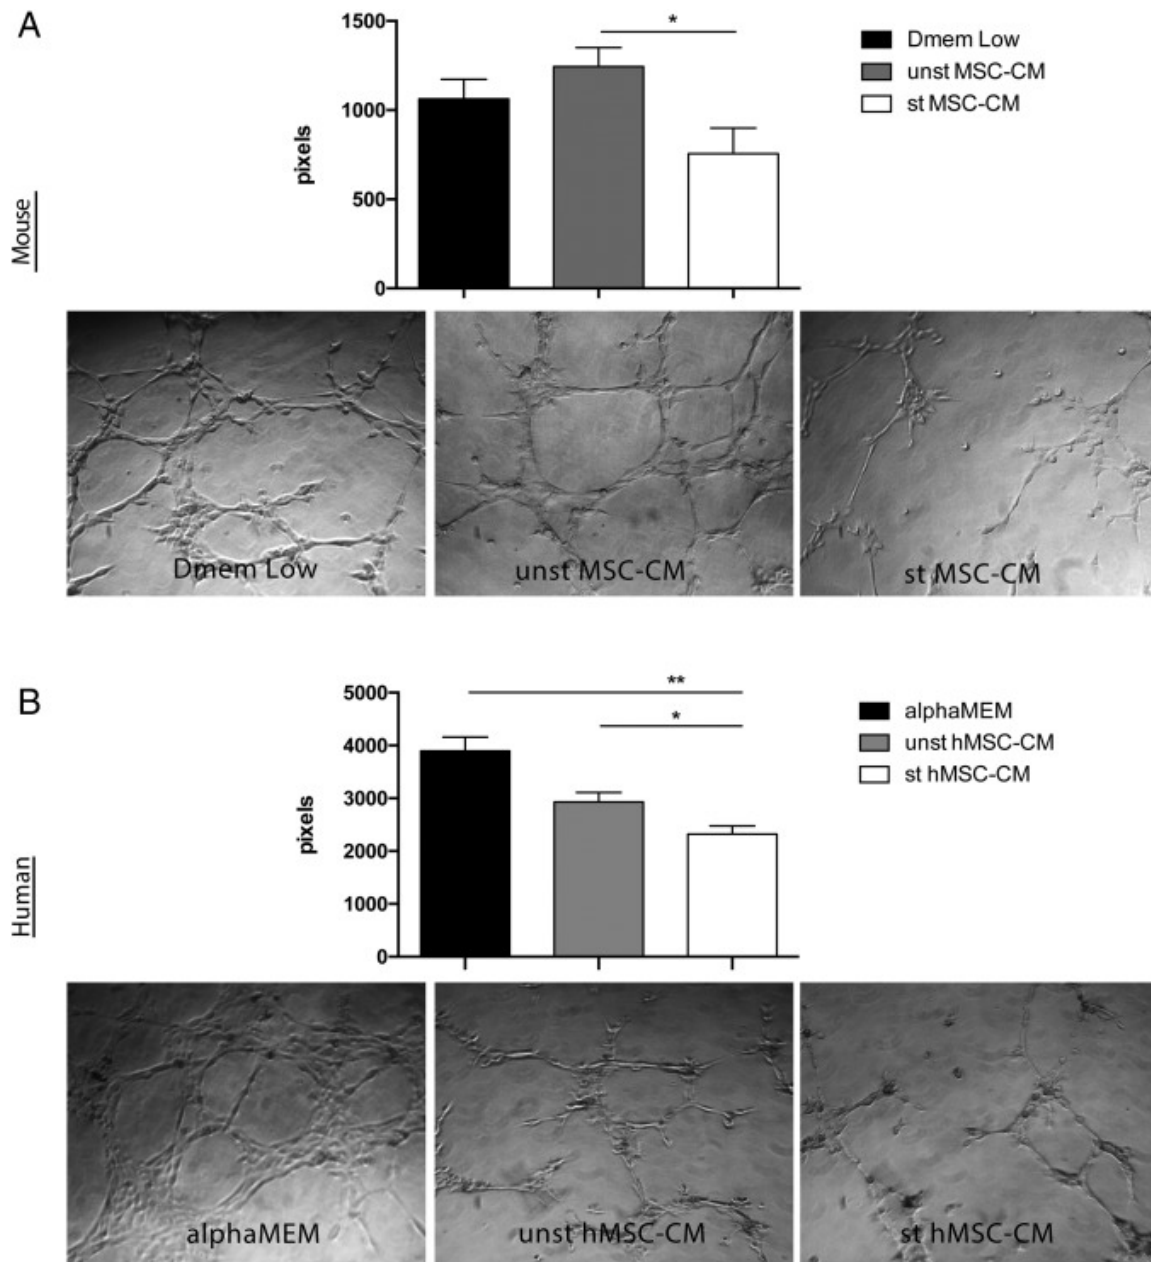 A
1500
*
1000
pixels
500
0
Dmem Low
unst MSC-CM
st MSC-CM
Mouse
Dmem Low
unst MSC-CM
st MSC-CM
B
5000
**
4000
*
3000
pixels
2000
1000
0
alphaMEM
unst hMSC-CM
st hMSC-CM
Human
alphaMEM
unst hMSC-CM
st hMSC-CM